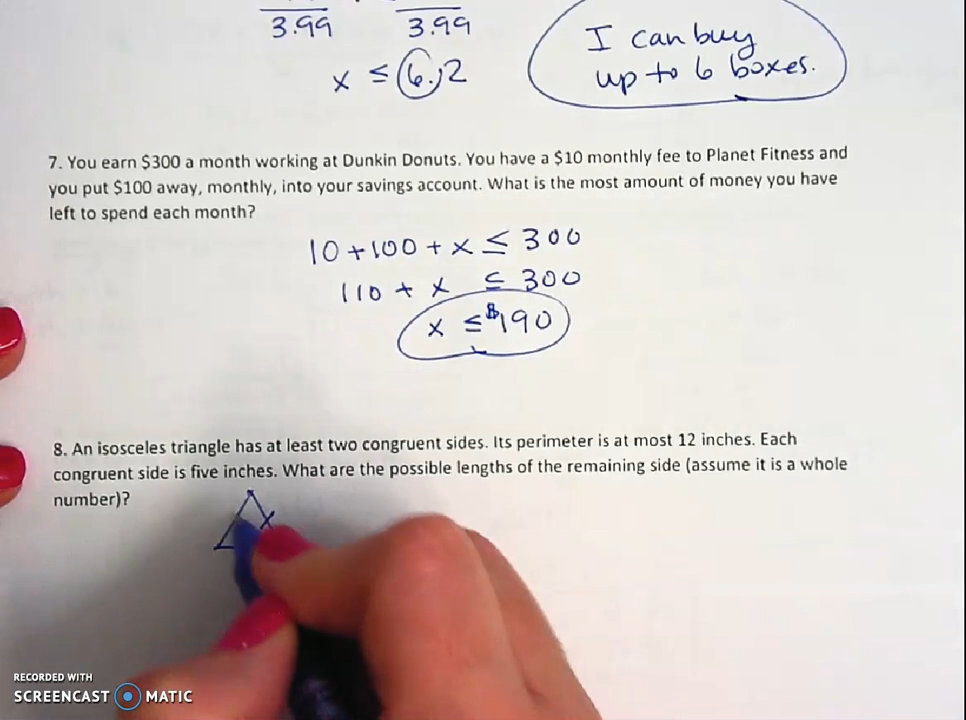 3.99 3.99
x ≤ 6.2
I can buy
up to 6 boxes.
7. You earn $300 a month working at Dunkin Donuts. You have a $10 monthly fee to Planet Fitness and
you put $100 away, monthly, into your savings account. What is the most amount of money you have
left to spend each month?
10 + 100 + x ≤ 300
110 + x ≤ 300
x ≤ $190
8. An isosceles triangle has at least two congruent sides. Its perimeter is at most 12 inches. Each
congruent side is five inches. What are the possible lengths of the remaining side (assume it is a whole
number)?
RECORDED WITH
SCREENCAST MATIC